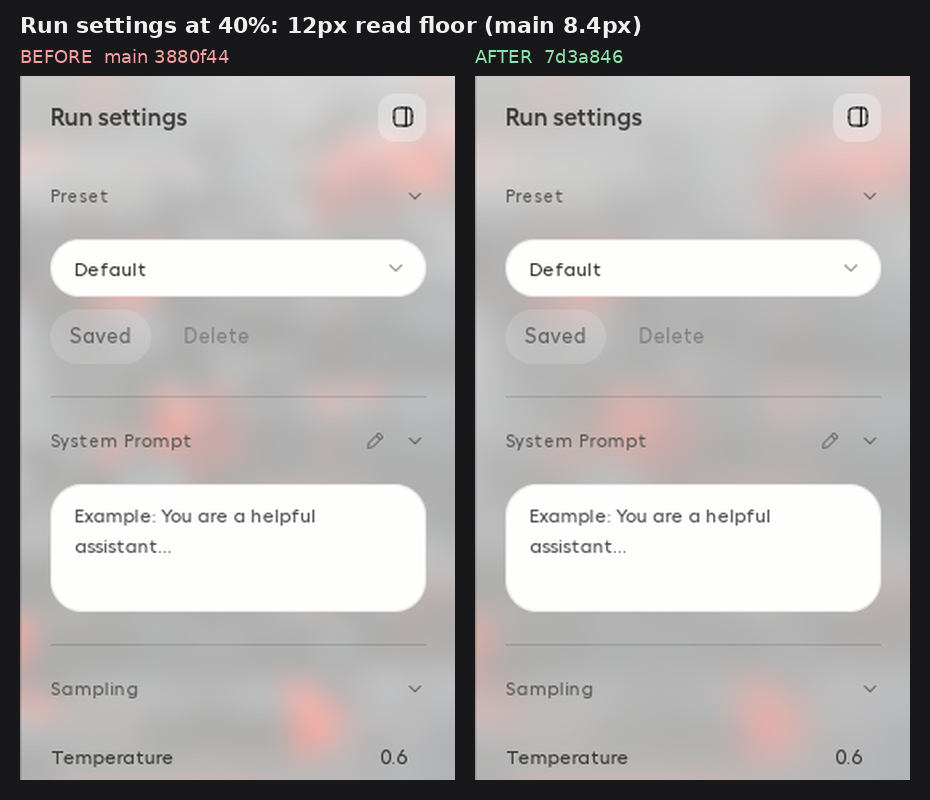 Run settings at 40%: 12px read floor (main 8.4px)
BEFORE main 3880f44
Run settings
Preset
Default
Saved Delete
System Prompt
Example: You are a helpful
assistant...
Sampling
Temperature 0.6
AFTER 7d3a846
Run settings
Preset
Default
Saved Delete
System Prompt
Example: You are a helpful
assistant...
Sampling
Temperature 0.6